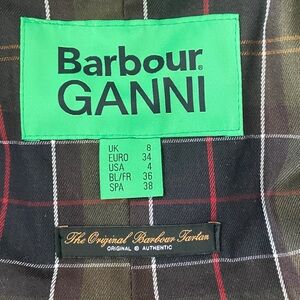 Barbour®
GANNI
UK 8
EURO 34
USA 4
BL/FR 36
SPA 38
The Original Barbour Tartan
ORIGINAL & AUTHENTIC